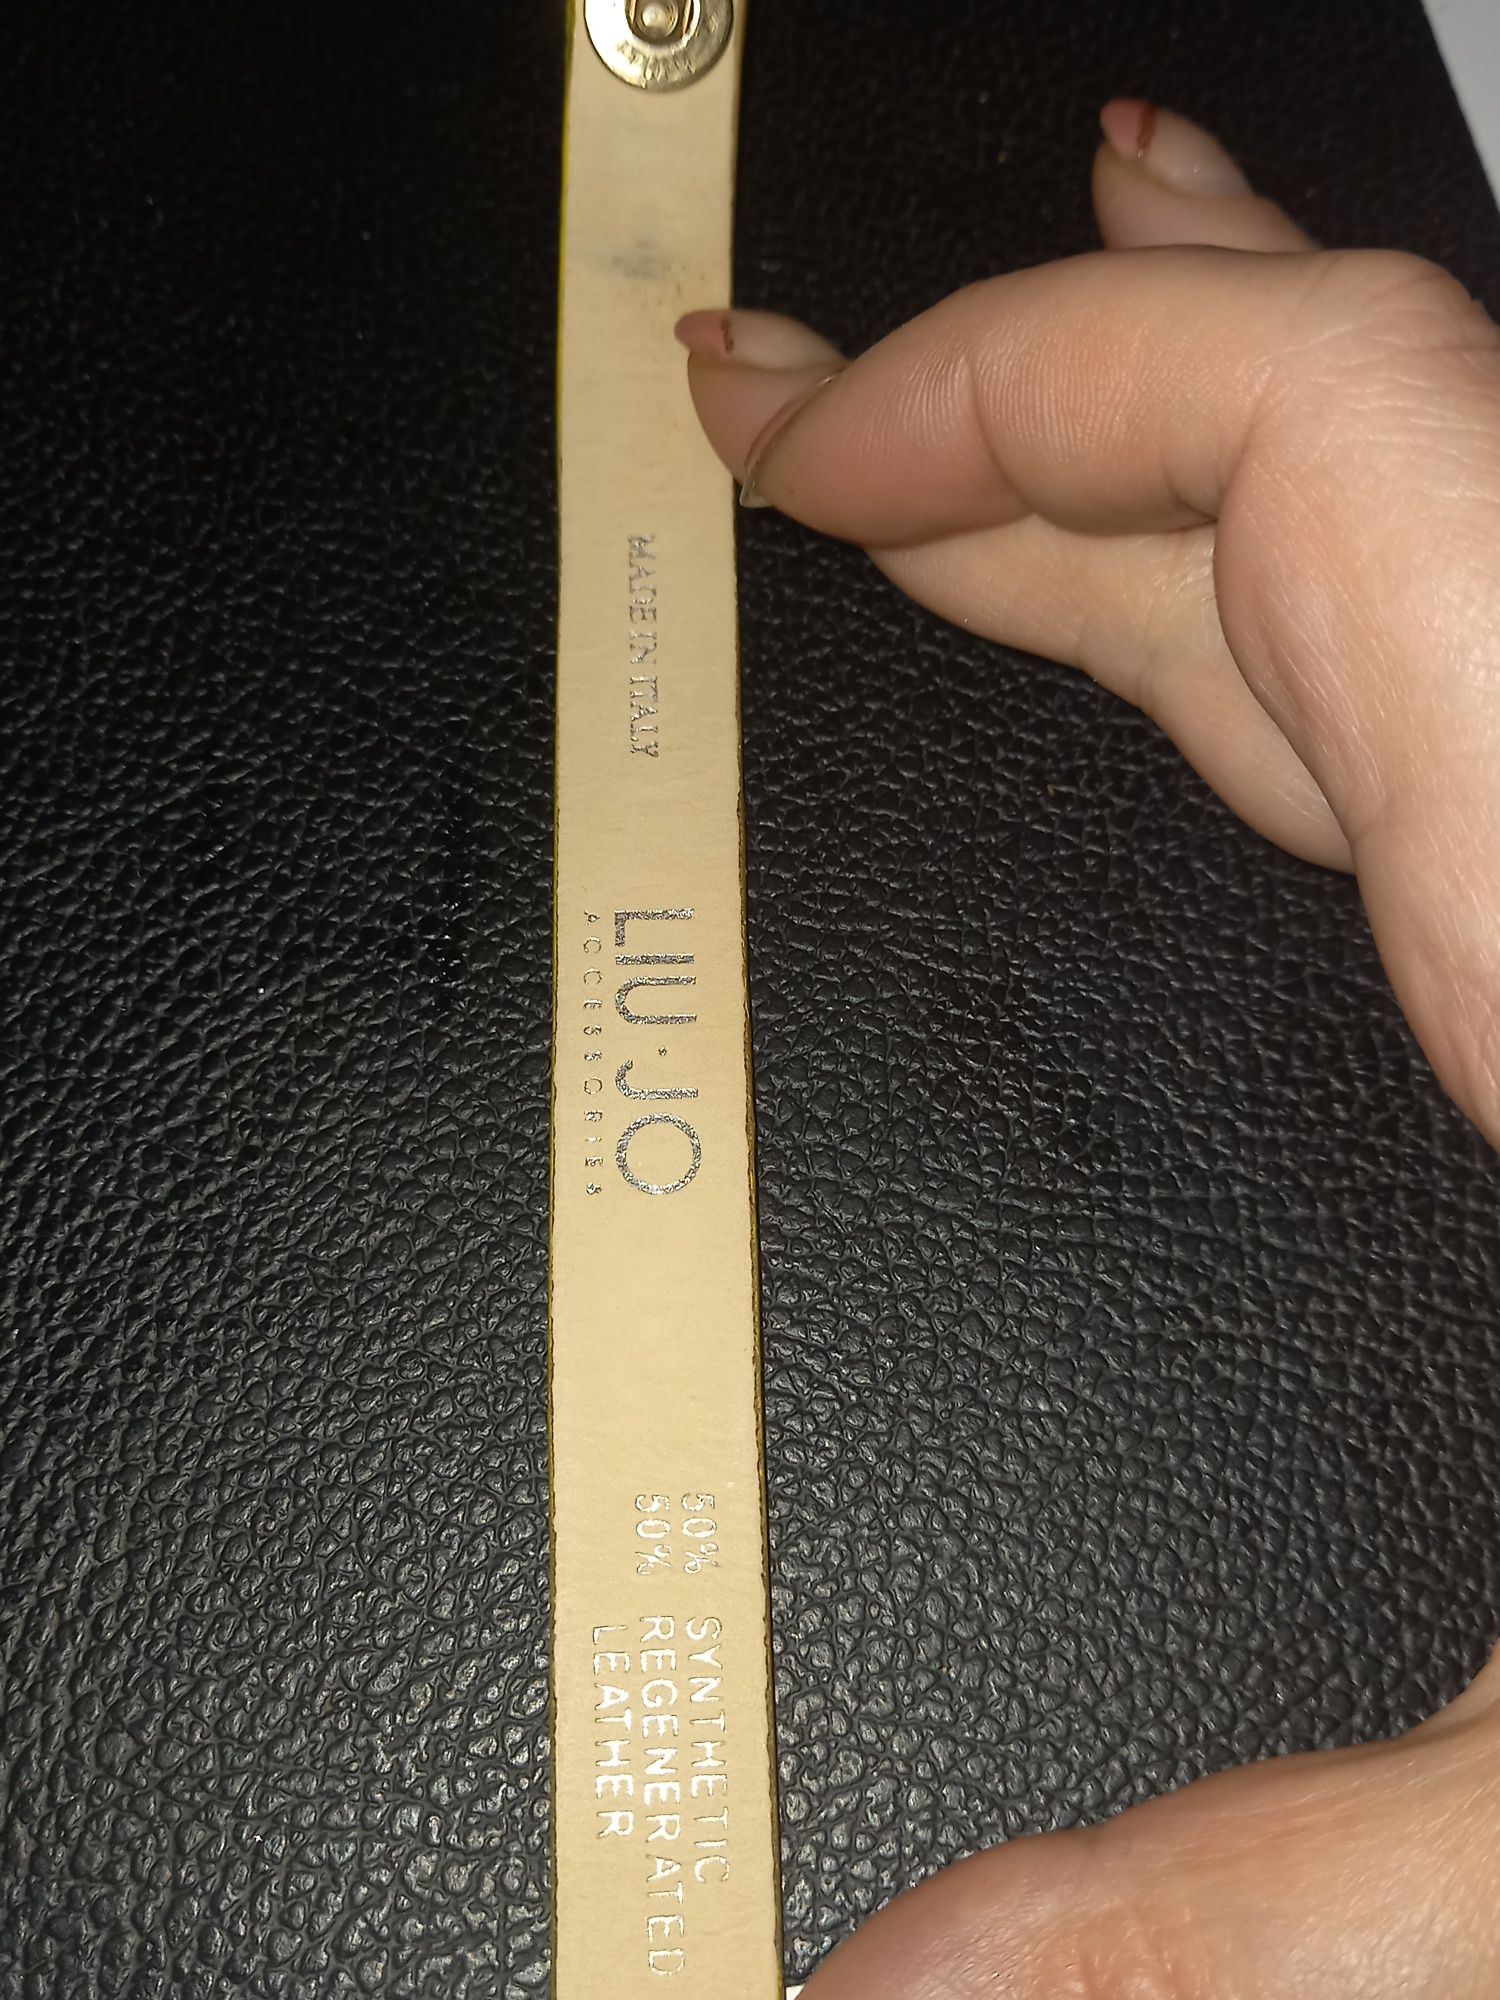 MADE IN ITALY
LIU·JO
ACCESSORIES
50% SYNTHETIC
50% REGENERATED
LEATHER